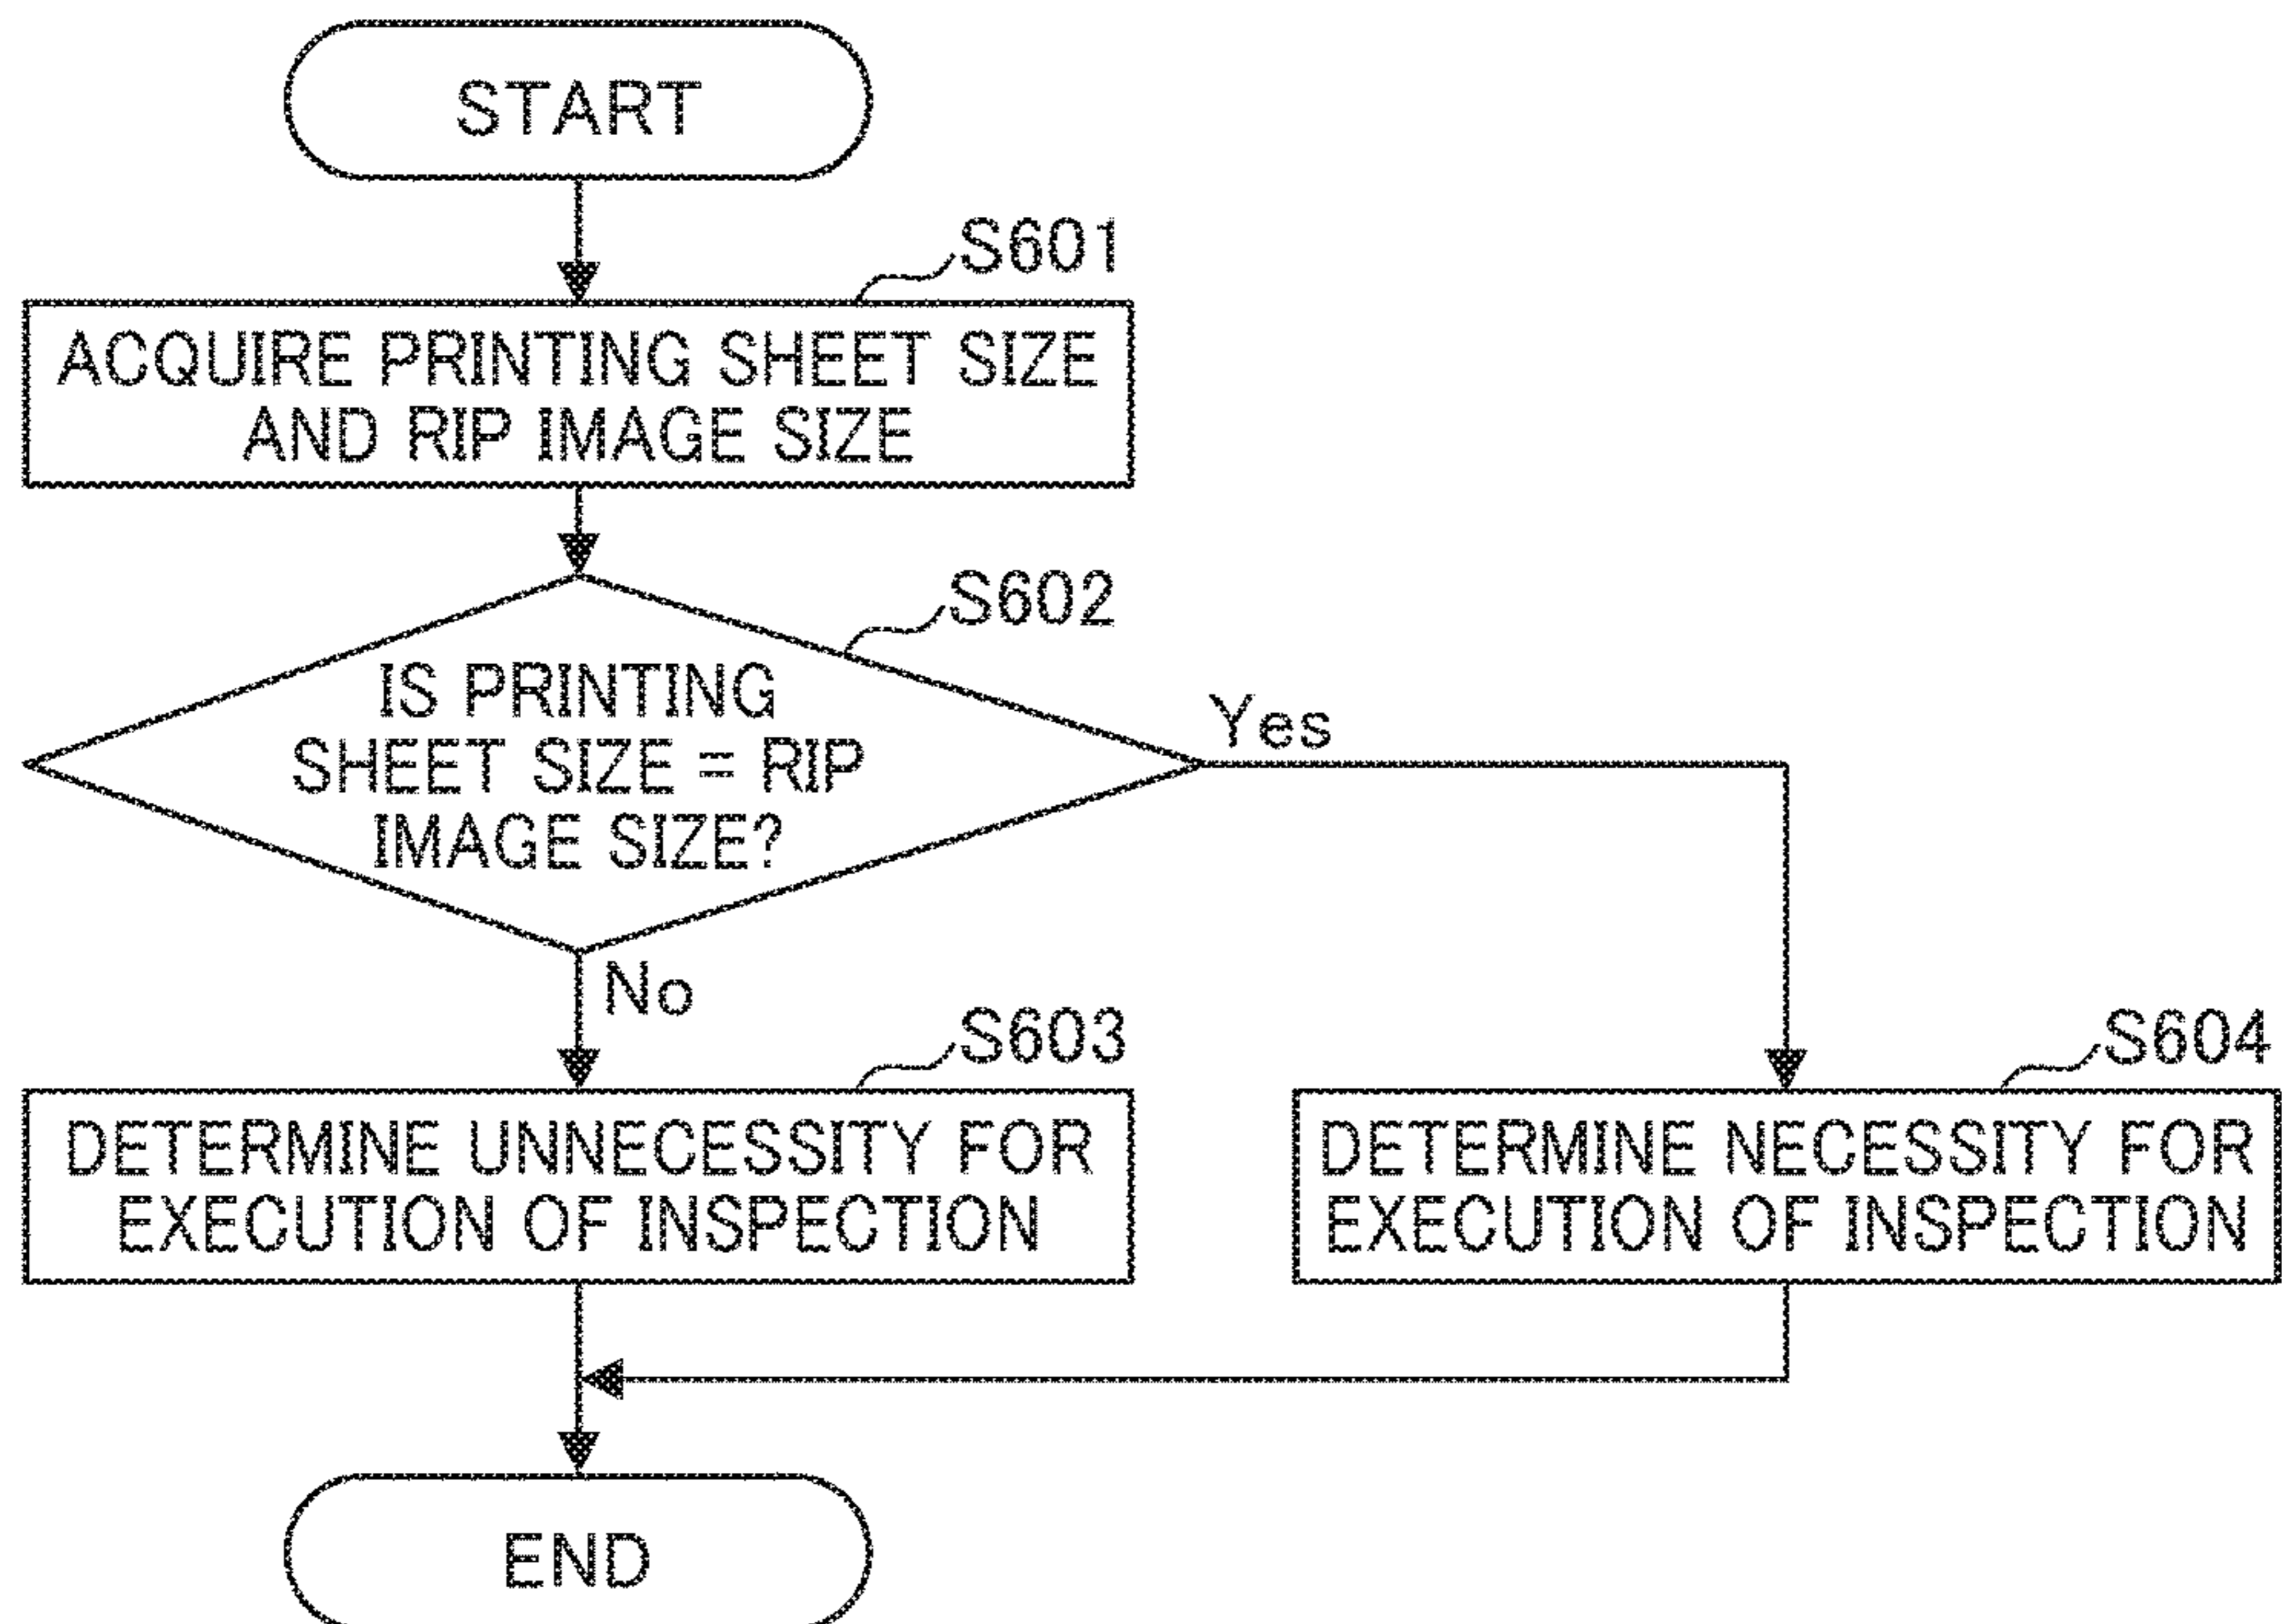 START
S601
ACQUIRE PRINTING SHEET SIZE
AND RIP IMAGE SIZE
S602
IS PRINTING
SHEET SIZE = RIP
IMAGE SIZE?
Yes
No
S603
DETERMINE UNNECESSITY FOR
EXECUTION OF INSPECTION
S604
DETERMINE NECESSITY FOR
EXECUTION OF INSPECTION
END